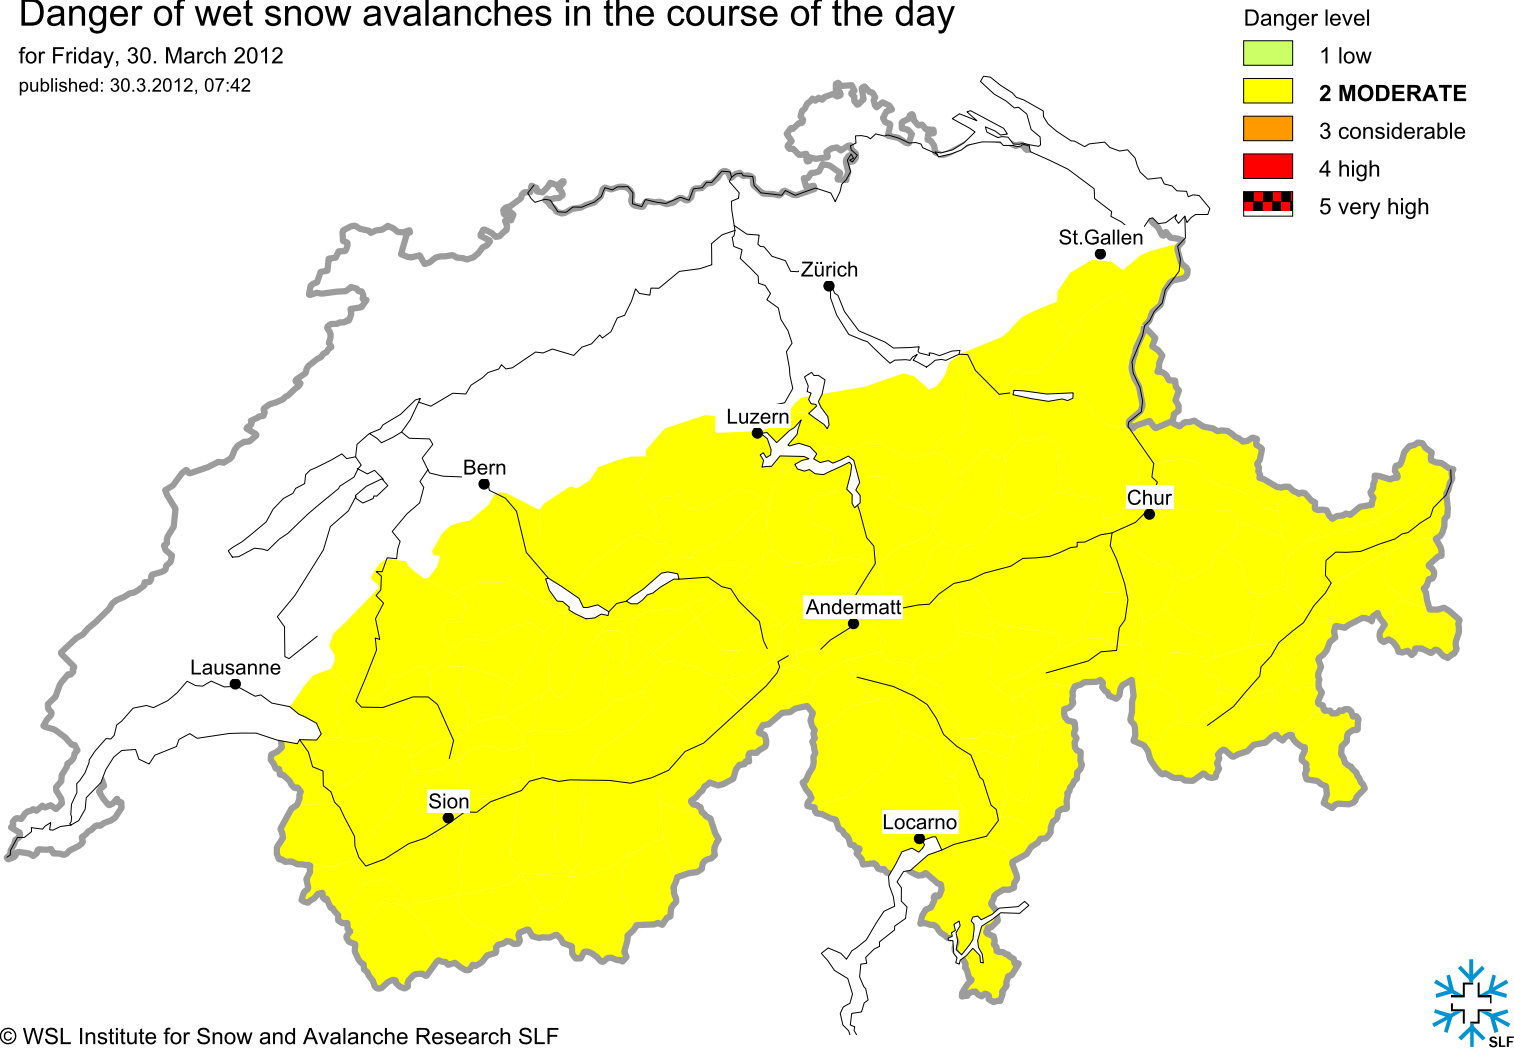 Danger of wet snow avalanches in the course of the day
for Friday, 30. March 2012
published: 30.3.2012, 07:42
Danger level
1 low
2 MODERATE
3 considerable
4 high
5 very high
St.Gallen
Zürich
Luzern
Bern
Chur
Andermatt
Lausanne
Sion
Locarno
© WSL Institute for Snow and Avalanche Research SLF
SLF